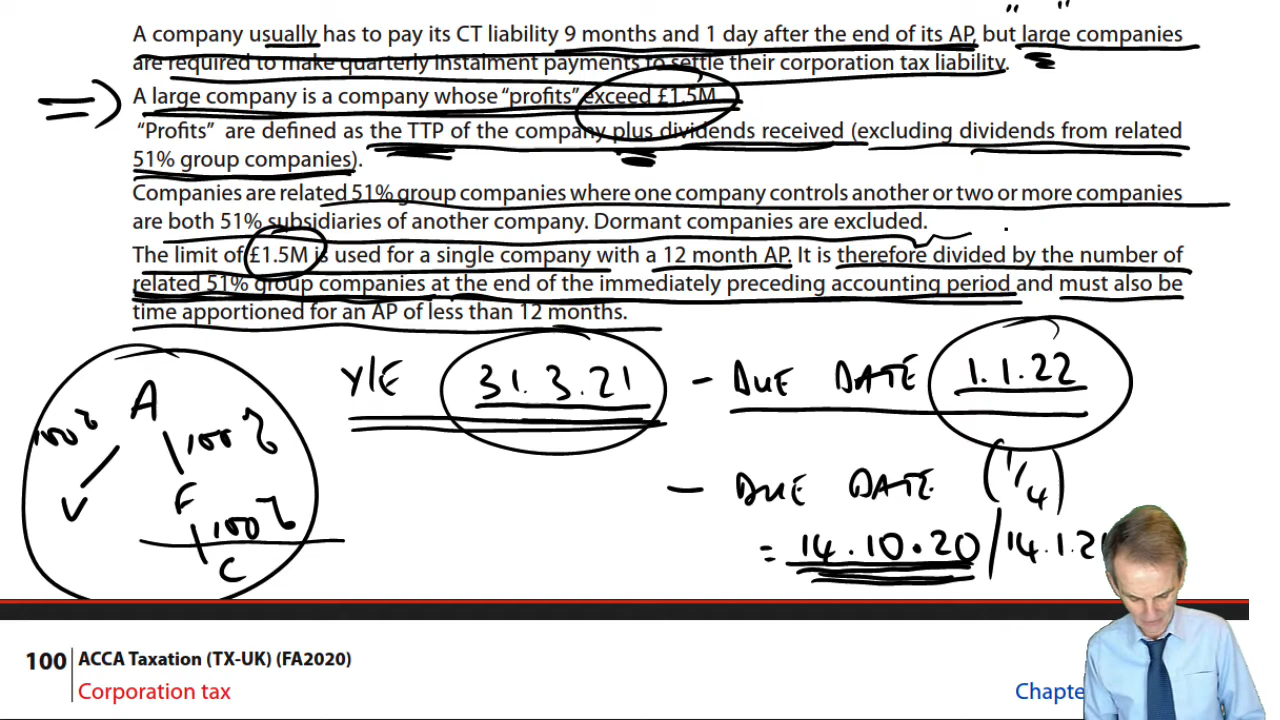 A company usually has to pay its CT liability 9 months and 1 day after the end of its AP, but large companies
are required to make quarterly instalment payments to settle their corporation tax liability.
A large company is a company whose “profits” exceed £1.5M
“Profits” are defined as the TTP of the company plus dividends received (excluding dividends from related
51% group companies).
Companies are related 51% group companies where one company controls another or two or more companies
are both 51% subsidiaries of another company. Dormant companies are excluded.
The limit of £1.5M is used for a single company with a 12 month AP. It is therefore divided by the number of
related 51% group companies at the end of the immediately preceding accounting period and must also be
time apportioned for an AP of less than 12 months.
Y/E 31.3.21 - DUE DATE 1.1.22
A
100% 100%
V F
100%
C
- DUE DATE (1/4)
= 14.10.20 / 14.1.2
100 ACCA Taxation (TX-UK) (FA2020)
Corporation tax